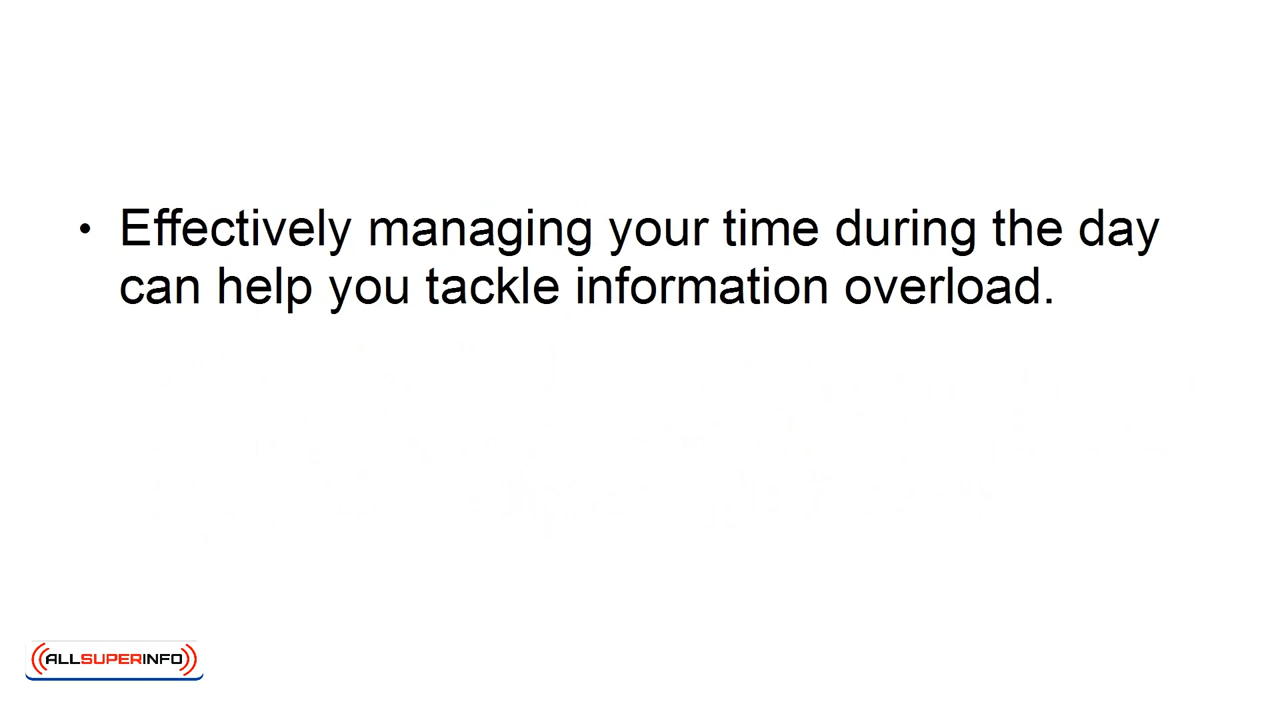 • Effectively managing your time during the day
can help you tackle information overload.
ALLSUPERINFO